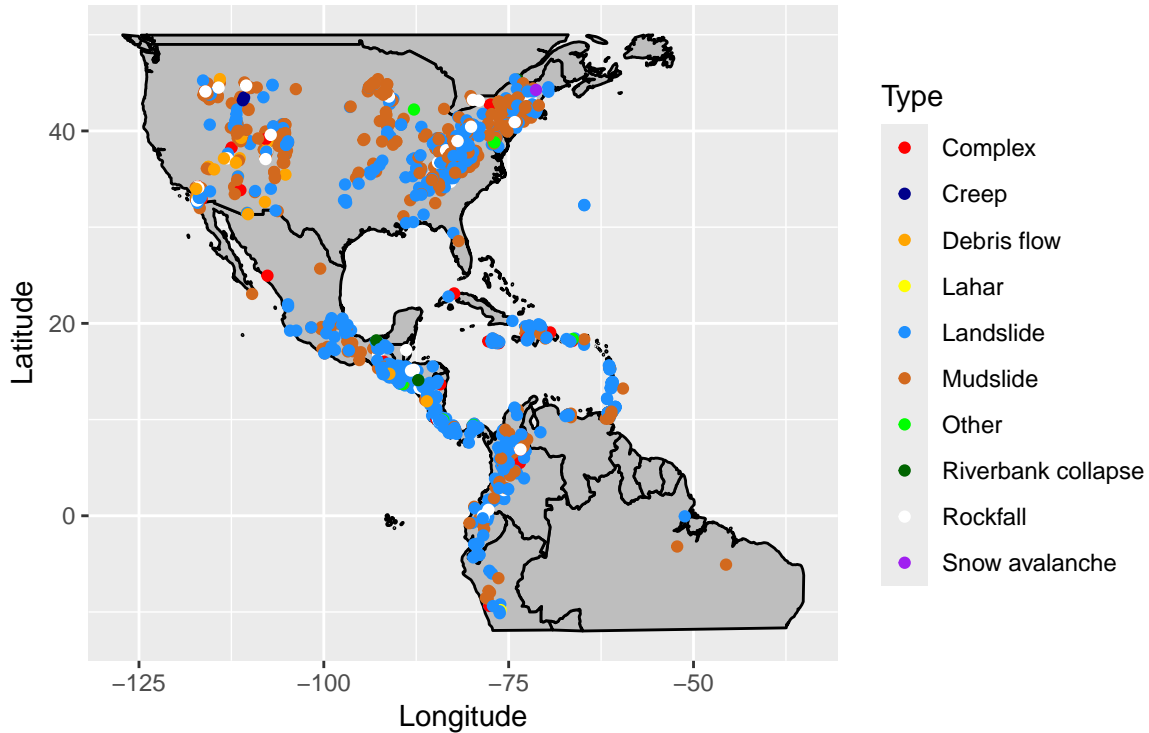 Type
Complex
Creep
Debris flow
Lahar
Landslide
Mudslide
Other
Riverbank collapse
Rockfall
Snow avalanche
40
20
0
Latitude
−125
−100
−75
−50
Longitude